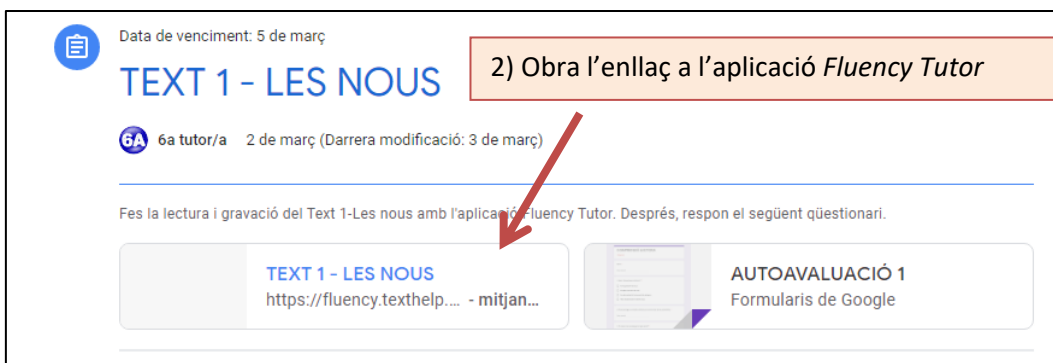 Data de venciment: 5 de març
TEXT 1 - LES NOUS
2) Obra l'enllaç a l'aplicació Fluency Tutor
6A 6a tutor/a 2 de març (Darrera modificació: 3 de març)
Fes la lectura i gravació del Text 1-Les nous amb l'aplicació Fluency Tutor. Després, respon el següent qüestionari.
TEXT 1 - LES NOUS
https://fluency.texthelp.... - mitjan...
AUTOAVALUACIÓ 1
Formularis de Google